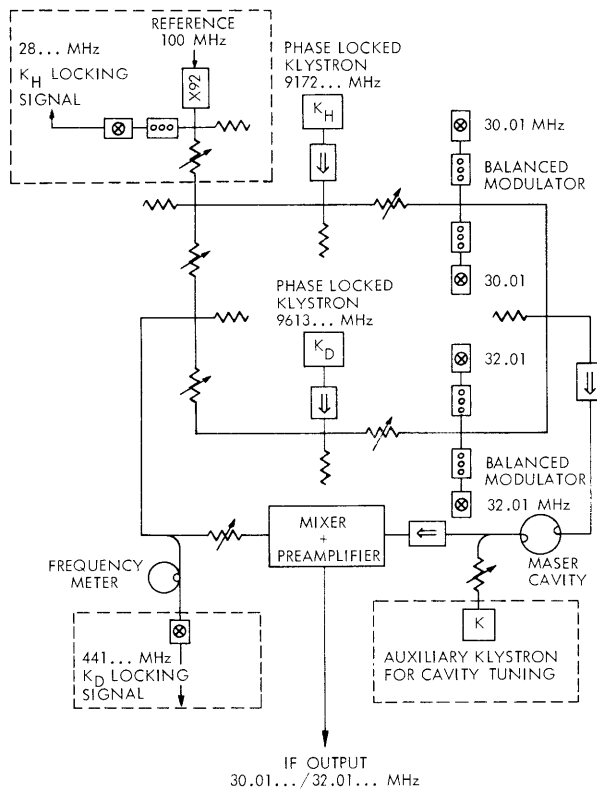 REFERENCE
100 MHz
28... MHz
K_H LOCKING
SIGNAL
X92
PHASE LOCKED
KLYSTRON
9172... MHz
K_H
30.01 MHz
BALANCED
MODULATOR
30.01
PHASE LOCKED
KLYSTRON
9613... MHz
K_D
32.01
BALANCED
MODULATOR
32.01 MHz
MIXER
+
PREAMPLIFIER
MASER
CAVITY
FREQUENCY
METER
441... MHz
K_D LOCKING
SIGNAL
K
AUXILIARY KLYSTRON
FOR CAVITY TUNING
IF OUTPUT
30.01.../32.01... MHz